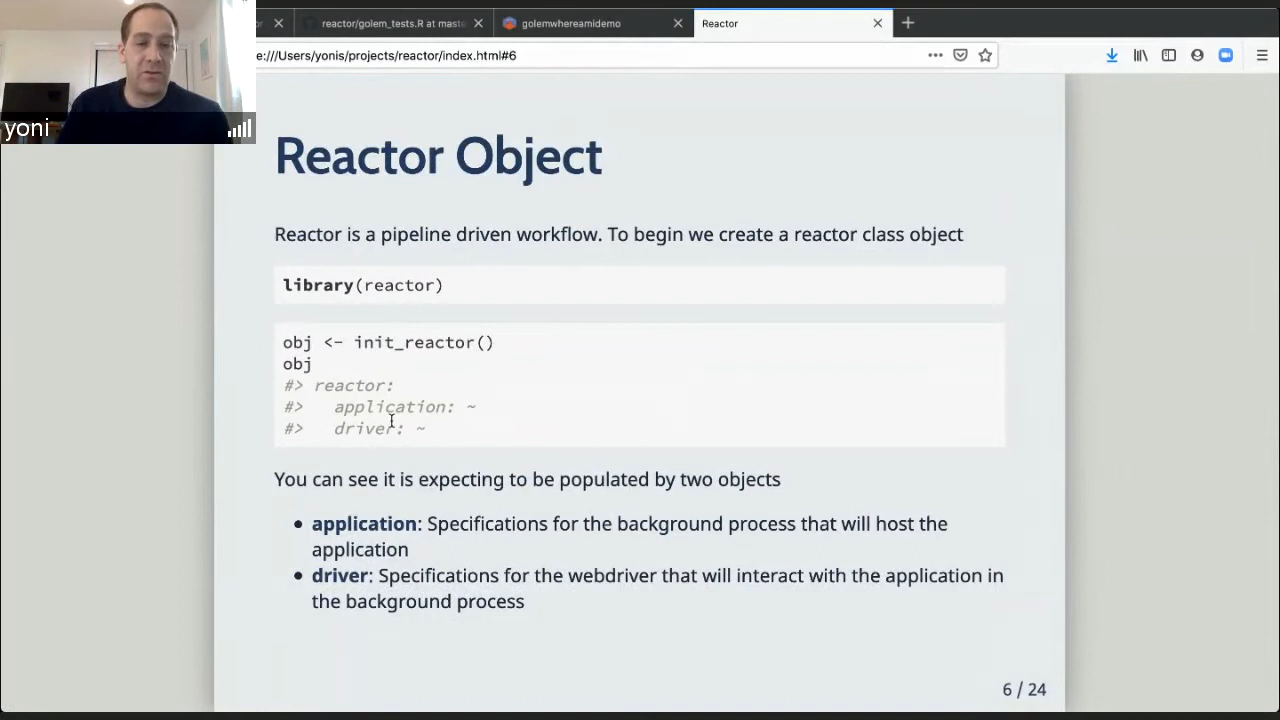 or
reactor/golem_tests.R at maste
golemwhereamidemo
Reactor
e:///Users/yonis/projects/reactor/index.html#6
yoni
Reactor Object
Reactor is a pipeline driven workflow. To begin we create a reactor class object
library(reactor)
obj <- init_reactor()
obj
#> reactor:
#>   application: ~
#>   driver: ~
You can see it is expecting to be populated by two objects
• application: Specifications for the background process that will host the
application
• driver: Specifications for the webdriver that will interact with the application in
the background process
6 / 24